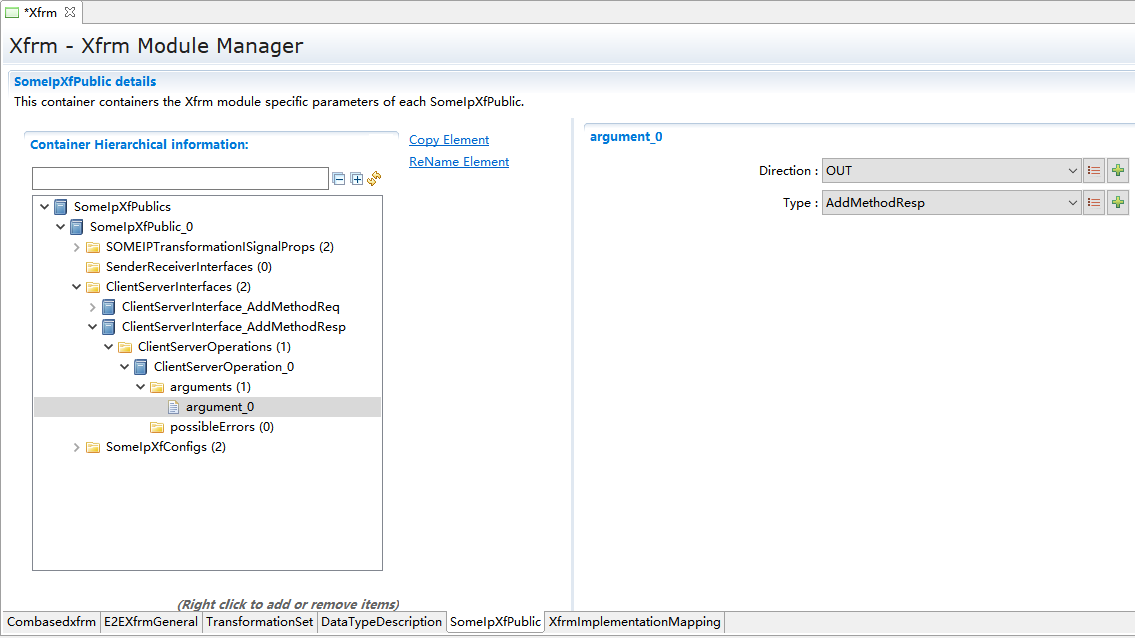 *Xfrm
Xfrm - Xfrm Module Manager
SomeIpXfPublic details
This container containers the Xfrm module specific parameters of each SomeIpXfPublic.
Container Hierarchical information:
Copy Element
ReName Element
SomeIpXfPublics
SomeIpXfPublic_0
SOMEIPTransformationISignalProps (2)
SenderReceiverInterfaces (0)
ClientServerInterfaces (2)
ClientServerInterface_AddMethodReq
ClientServerInterface_AddMethodResp
ClientServerOperations (1)
ClientServerOperation_0
arguments (1)
argument_0
possibleErrors (0)
SomeIpXfConfigs (2)
(Right click to add or remove items)
argument_0
Direction : OUT
Type : AddMethodResp
Combasedxfrm E2EXfrmGeneral TransformationSet DataTypeDescription SomeIpXfPublic XfrmImplementationMapping